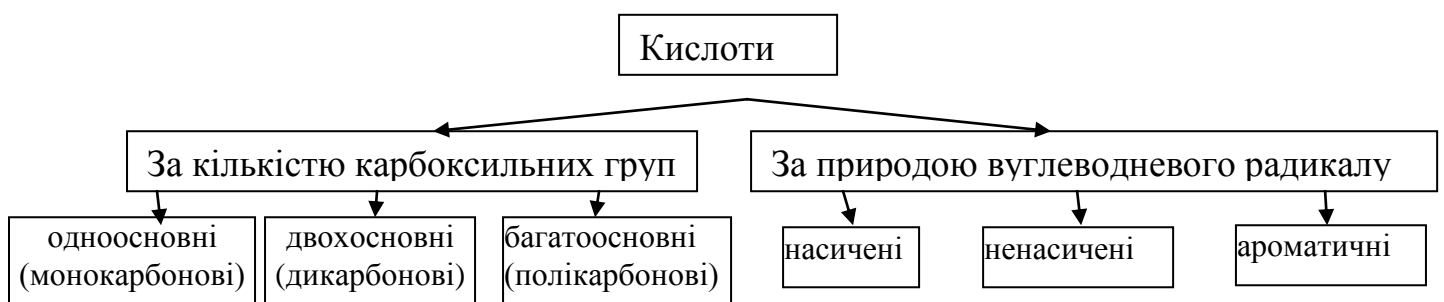 Кислоти
За кількістю карбоксильних груп
За природою вуглеводневого радикалу
одноосновні
(монокарбонові)
двохосновні
(дикарбонові)
багатоосновні
(полікарбонові)
насичені
ненасичені
ароматичні